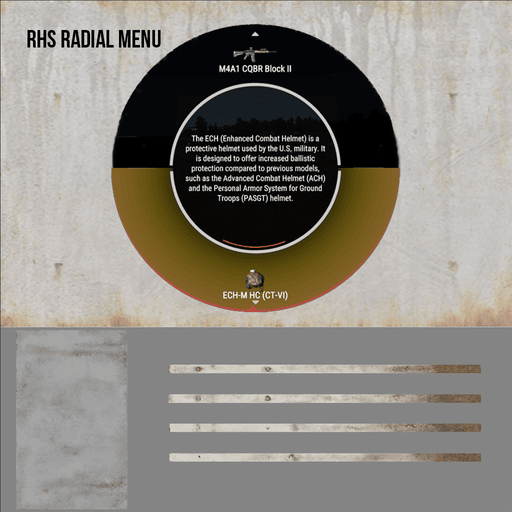 RHS RADIAL MENU
M4A1 CQBR Block II
The ECH (Enhanced Combat Helmet) is a
protective helmet used by the U.S, military. It
is designed to offer increased ballistic
protection compared to previous models,
such as the Advanced Combat Helmet (ACH)
and the Personal Armor System for Ground
Troops (PASGT) helmet.
ECH-M HC (CT-VI)